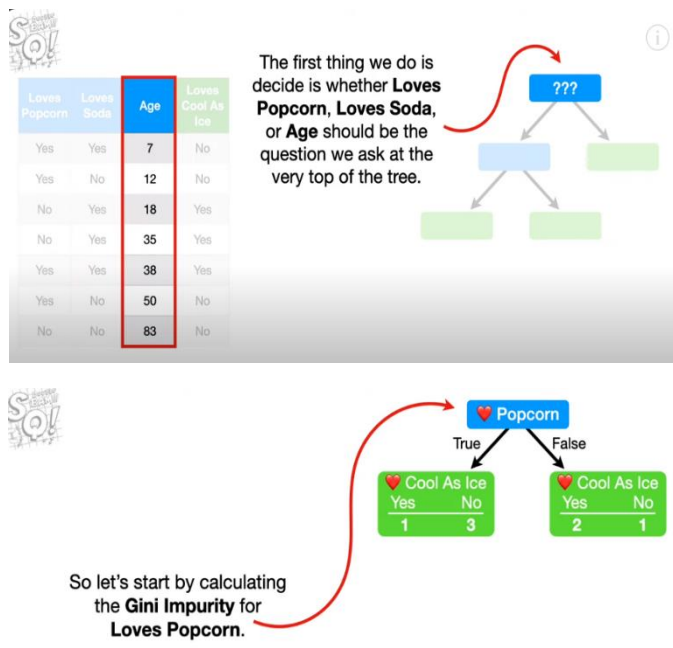 SQ!
The first thing we do is
decide is whether Loves
Popcorn, Loves Soda,
or Age should be the
question we ask at the
very top of the tree.
???
Loves Popcorn Loves Soda Age Loves Cool As Ice
Yes Yes 7 No
Yes No 12 No
No Yes 18 Yes
No Yes 35 Yes
Yes Yes 38 Yes
Yes No 50 No
No No 83 No
SQ!
❤️ Popcorn
True False
❤️ Cool As Ice ❤️ Cool As Ice
Yes No Yes No
1 3 2 1
So let's start by calculating
the Gini Impurity for
Loves Popcorn.